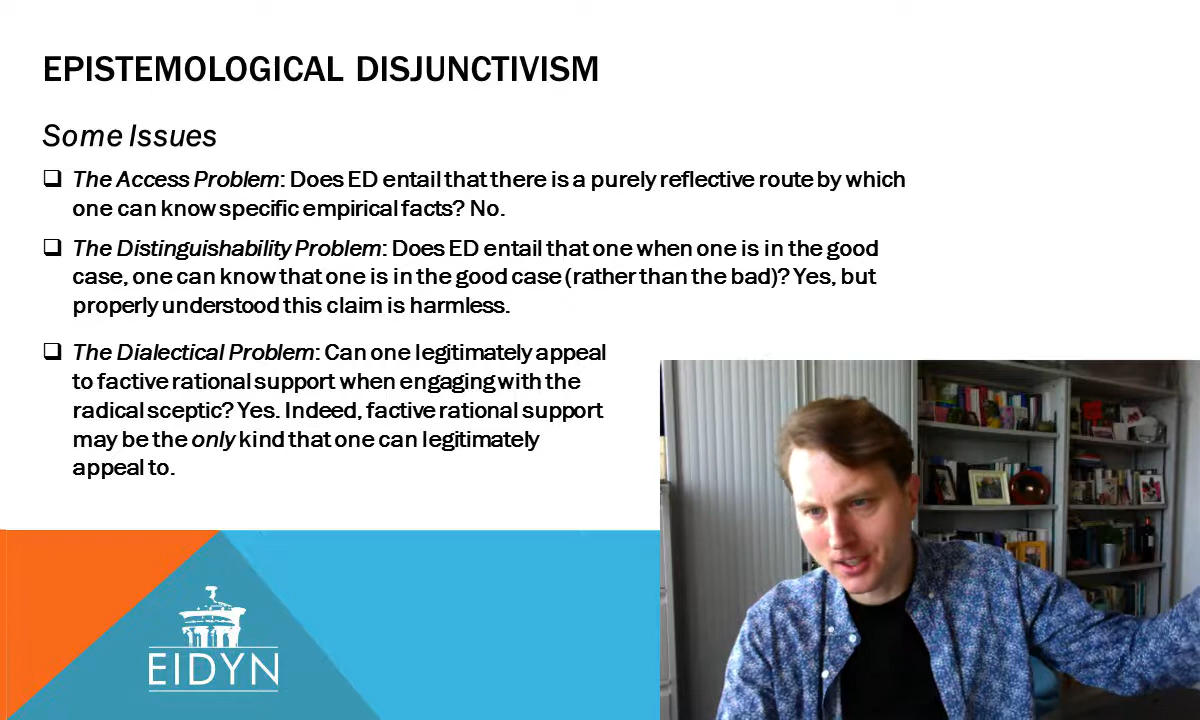 EPISTEMOLOGICAL DISJUNCTIVISM
Some Issues
❑ The Access Problem: Does ED entail that there is a purely reflective route by which
one can know specific empirical facts? No.
❑ The Distinguishability Problem: Does ED entail that one when one is in the good
case, one can know that one is in the good case (rather than the bad)? Yes, but
properly understood this claim is harmless.
❑ The Dialectical Problem: Can one legitimately appeal
to factive rational support when engaging with the
radical sceptic? Yes. Indeed, factive rational support
may be the only kind that one can legitimately
appeal to.
EIDYN